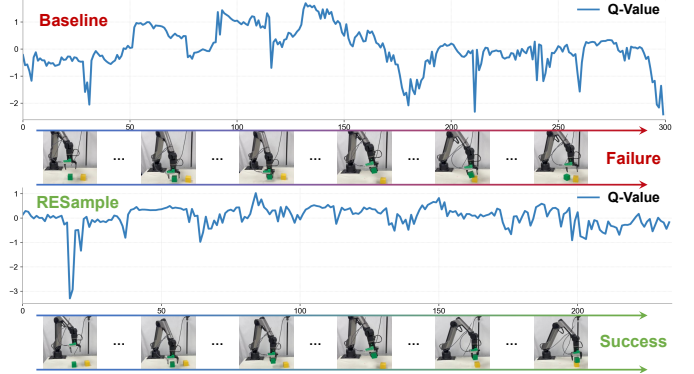 Baseline
Q-Value
1
0
−1
−2
0 50 100 150 200 250 300
... ... ... ... ...
Failure
RESample
Q-Value
1
0
−1
−2
−3
0 50 100 150 200
... ... ... ... ...
Success